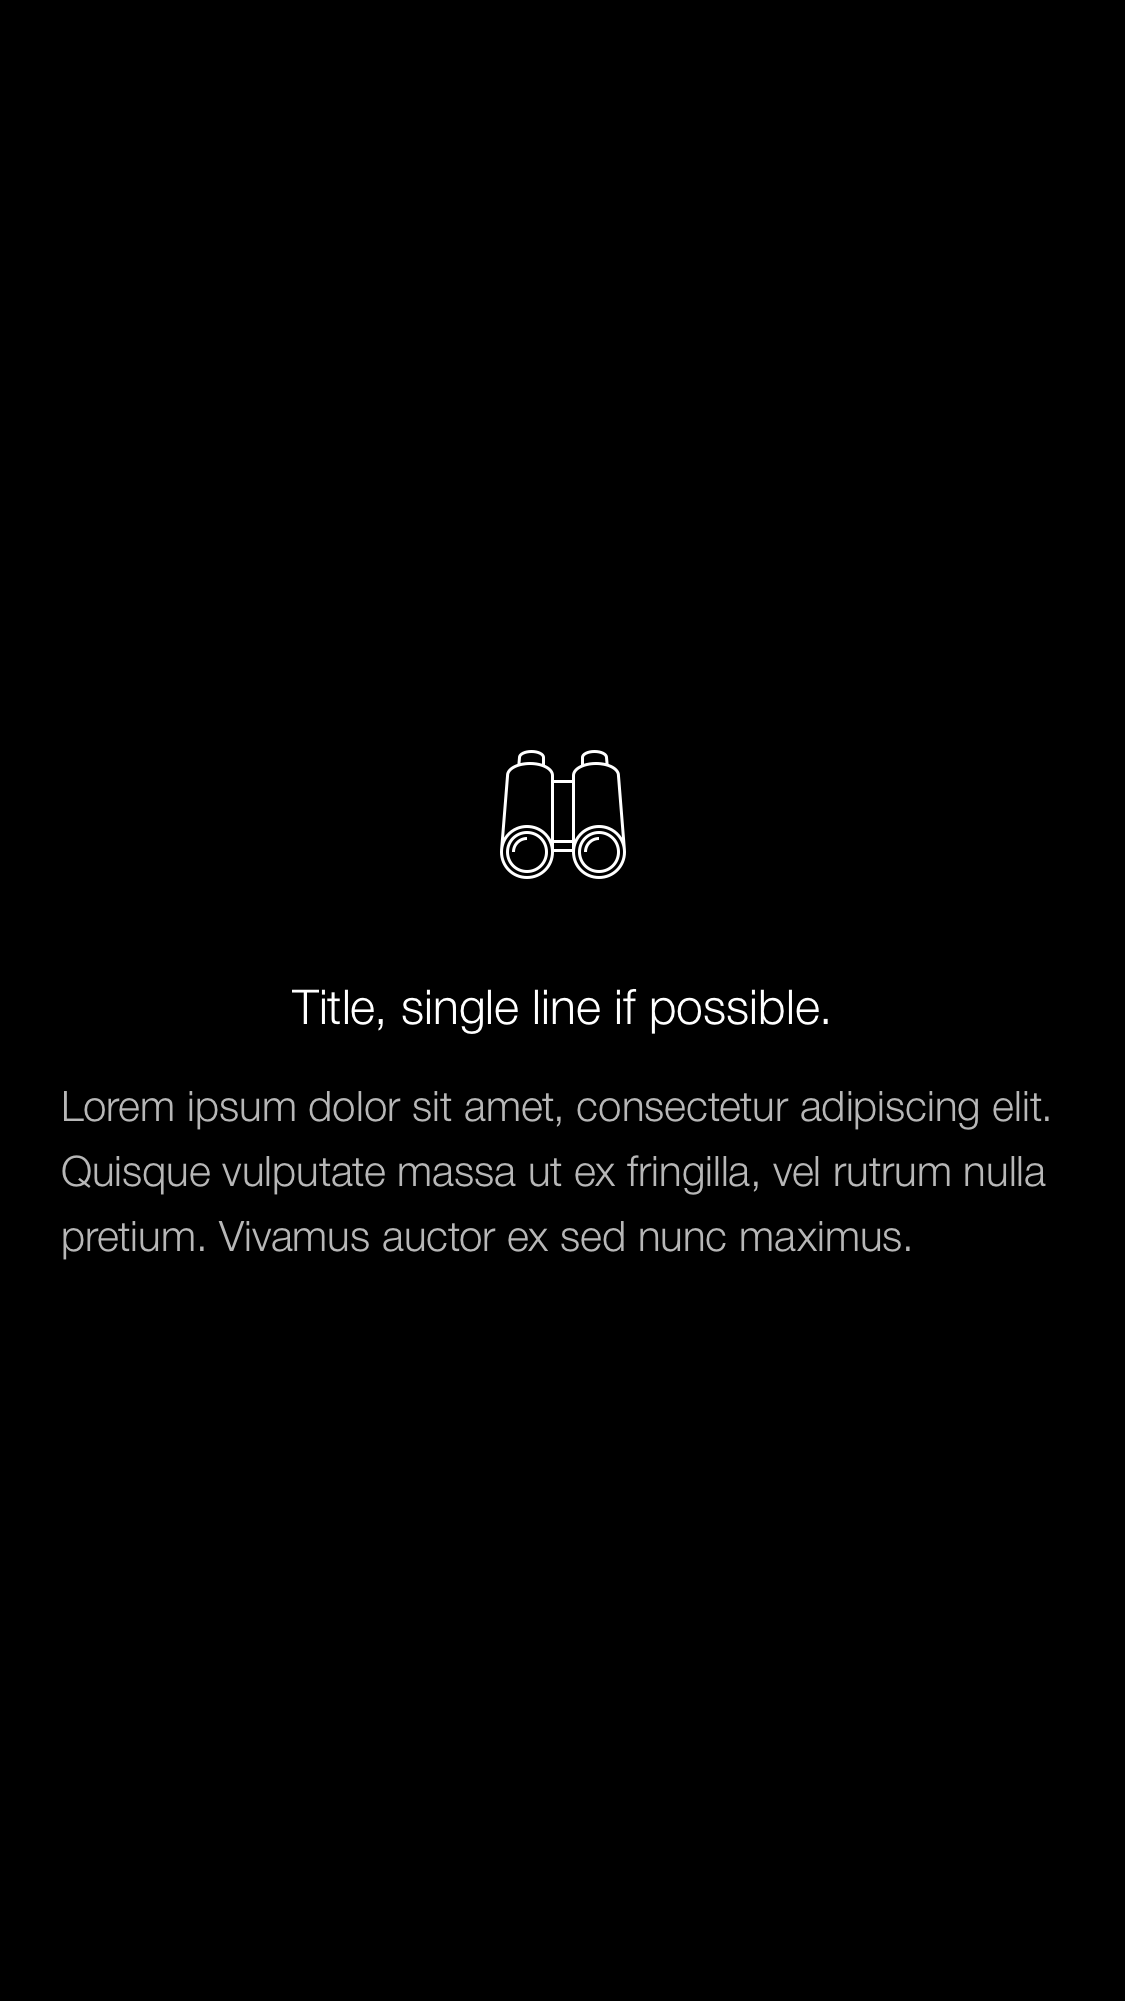 Title, single line if possible.
Lorem ipsum dolor sit amet, consectetur adipiscing elit.
Quisque vulputate massa ut ex fringilla, vel rutrum nulla
pretium. Vivamus auctor ex sed nunc maximus.